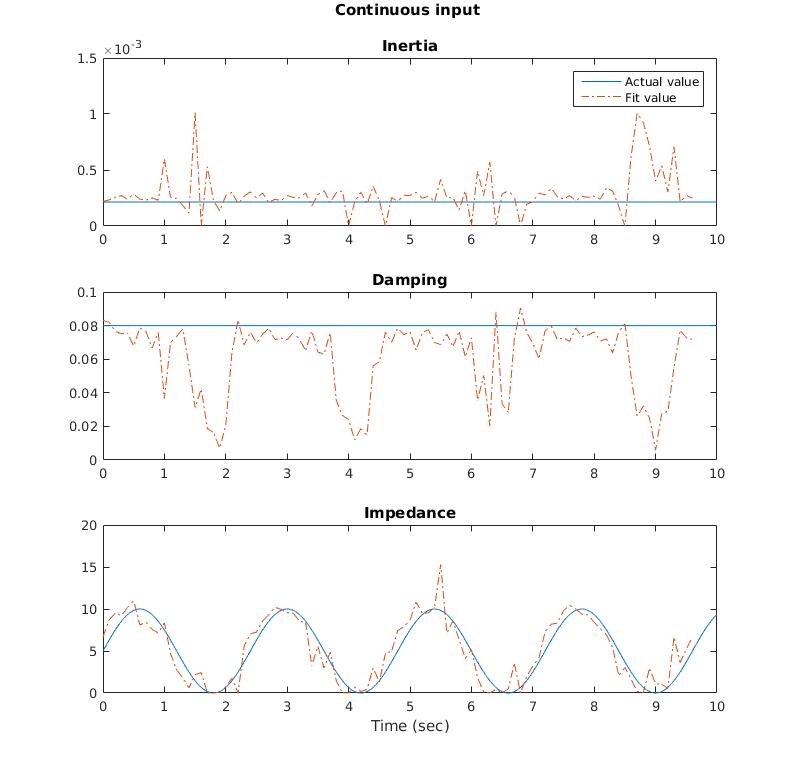 Continuous input
Inertia
×10^-3
1.5
1
0.5
0
Actual value
Fit value
0 1 2 3 4 5 6 7 8 9 10
Damping
0.1
0.08
0.06
0.04
0.02
0
0 1 2 3 4 5 6 7 8 9 10
Impedance
20
15
10
5
0
0 1 2 3 4 5 6 7 8 9 10
Time (sec)